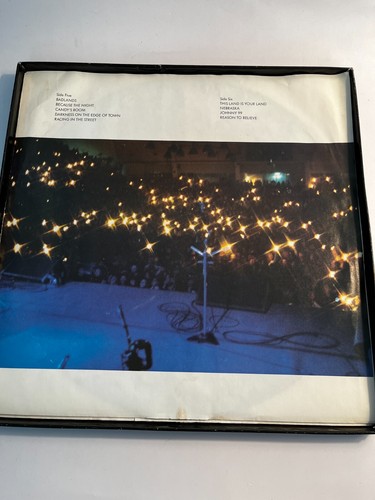 Side Five
BADLANDS
BECAUSE THE NIGHT
CANDY'S ROOM
DARKNESS ON THE EDGE OF TOWN
RACING IN THE STREET
Side Six
THIS LAND IS YOUR LAND
NEBRASKA
JOHNNY 99
REASON TO BELIEVE